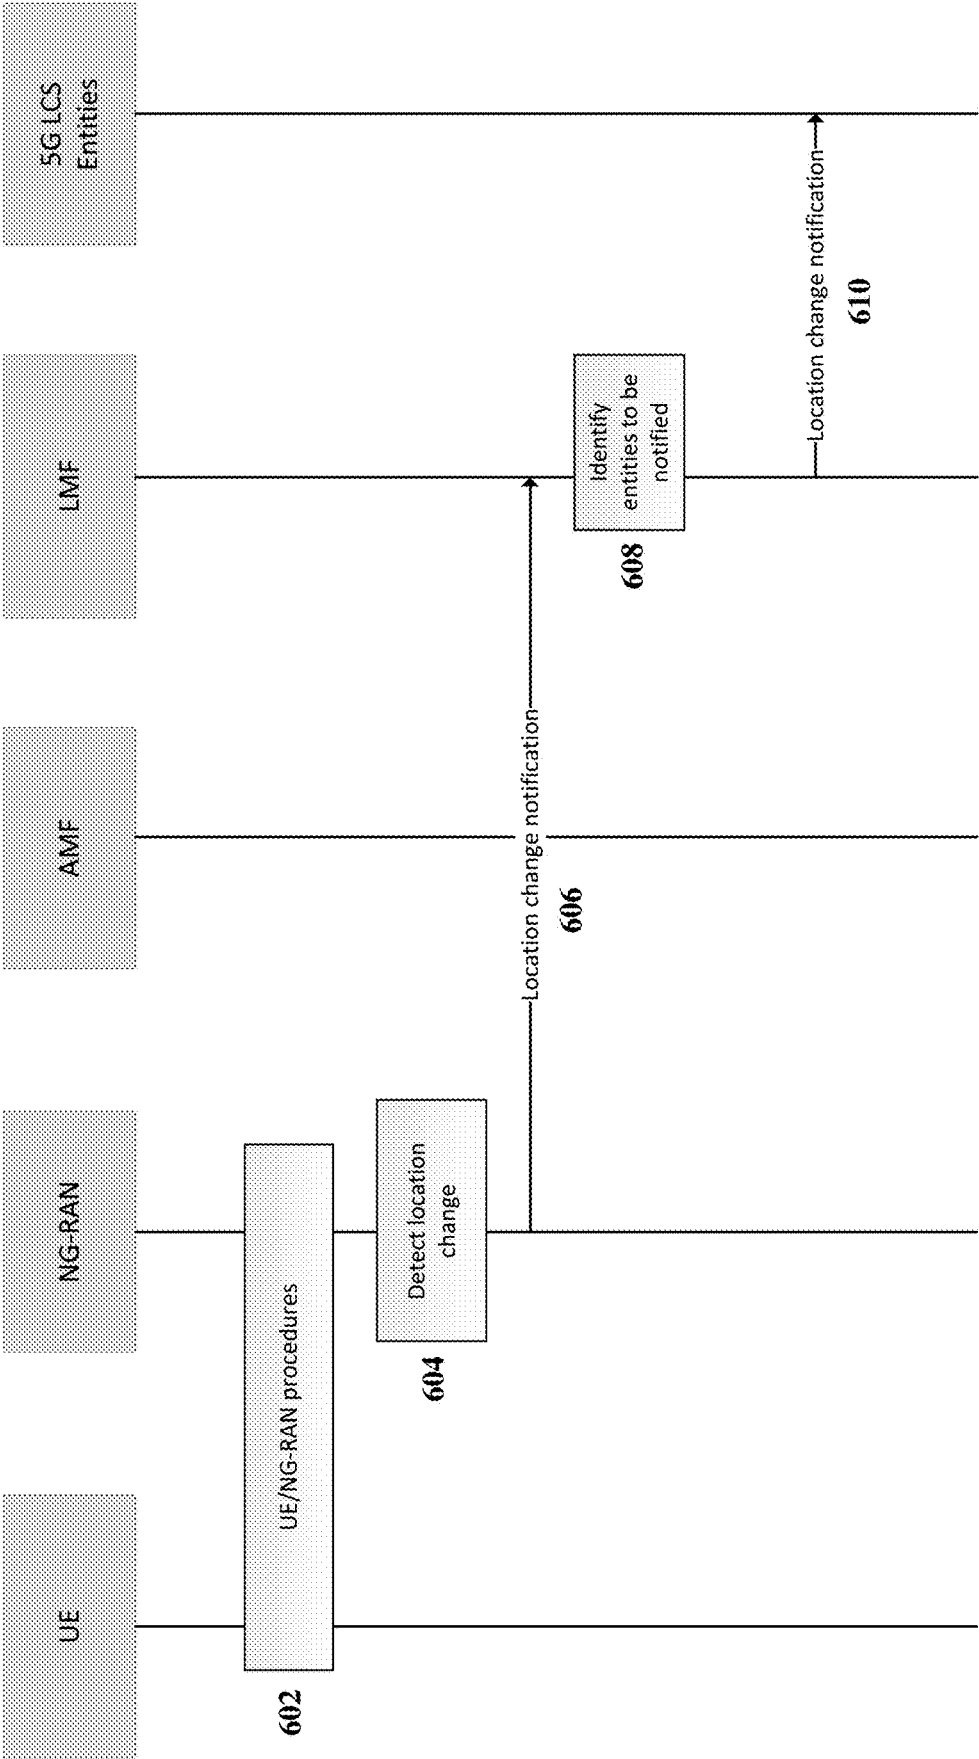 UE
NG-RAN
AMF
LMF
5G LCS
Entities
UE/NG-RAN procedures
602
Detect location
change
604
Location change notification
606
Identify
entities to be
notified
608
Location change notification
610